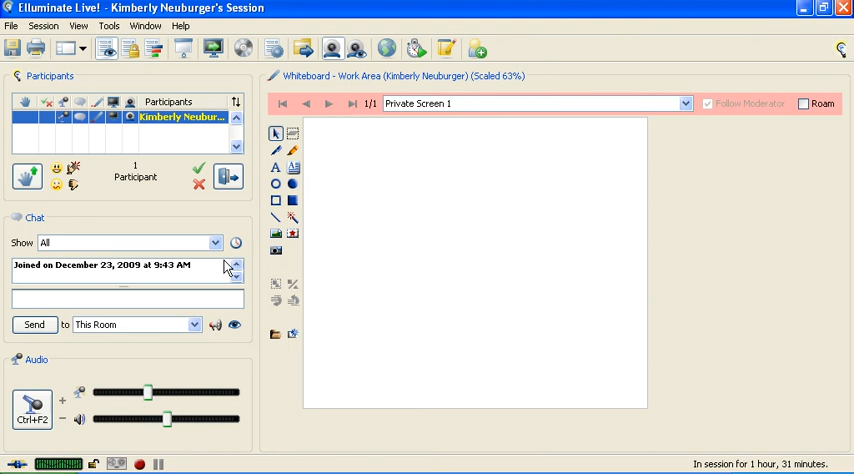 Elluminate Live! - Kimberly Neuburger's Session
File Session View Tools Window Help
Participants
Participants
Kimberly Neubur...
1
Participant
Chat
Show All
Joined on December 23, 2009 at 9:43 AM
Send to This Room
Audio
Ctrl+F2
Whiteboard - Work Area (Kimberly Neuburger) (Scaled 63%)
1/1 Private Screen 1 Follow Moderator Roam
A A
In session for 1 hour, 31 minutes.